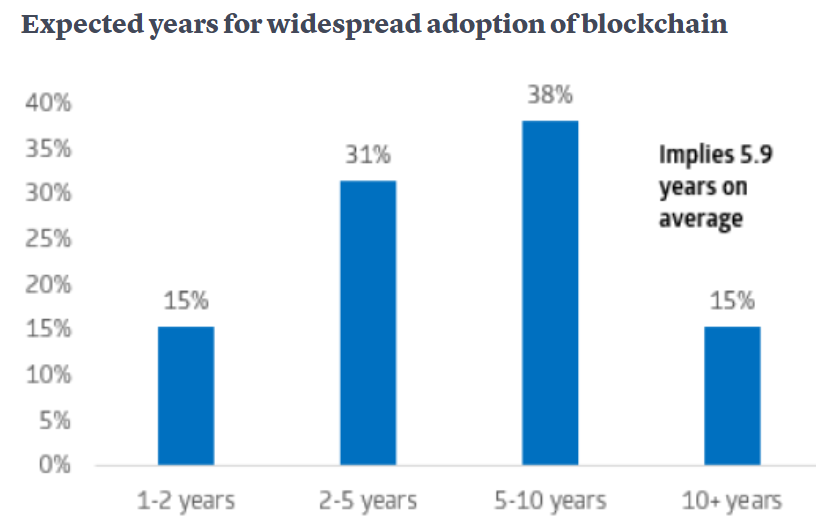 Expected years for widespread adoption of blockchain
40%
35%
30%
25%
20%
15%
10%
5%
0%
15%
31%
38%
15%
Implies 5.9
years on
average
1-2 years
2-5 years
5-10 years
10+ years